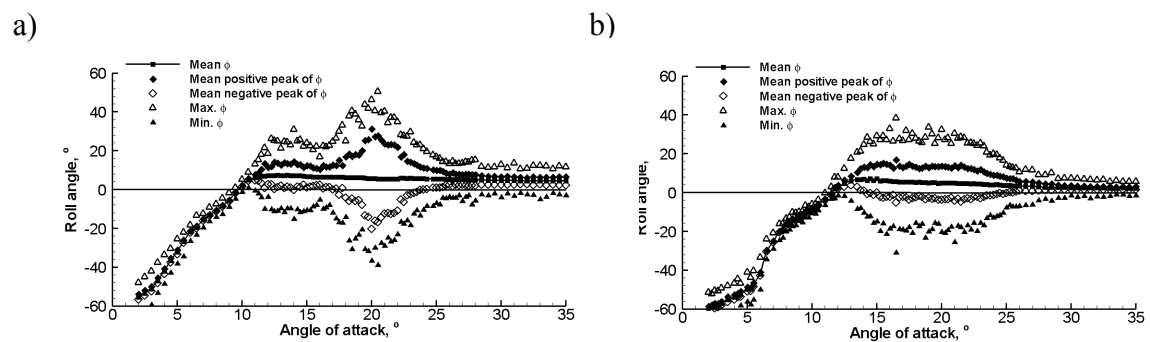 a)
Mean ϕ
Mean positive peak of ϕ
Mean negative peak of ϕ
Max. ϕ
Min. ϕ
60
40
20
0
-20
-40
-60
Roll angle, °
0 5 10 15 20 25 30 35
Angle of attack, °
b)
Mean ϕ
Mean positive peak of ϕ
Mean negative peak of ϕ
Max. ϕ
Min. ϕ
60
40
20
0
-20
-40
-60
Roll angle,
0 5 10 15 20 25 30 35
Angle of attack, °